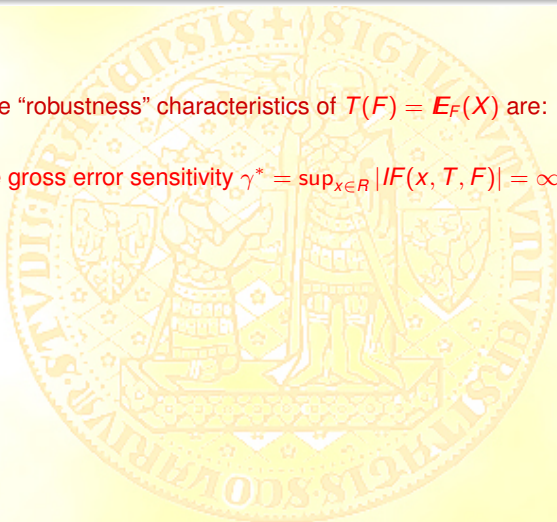 e “robustness” characteristics of T(F) = E_F(X) are:
e gross error sensitivity γ* = sup_{x∈R} |IF(x, T, F)| = ∞